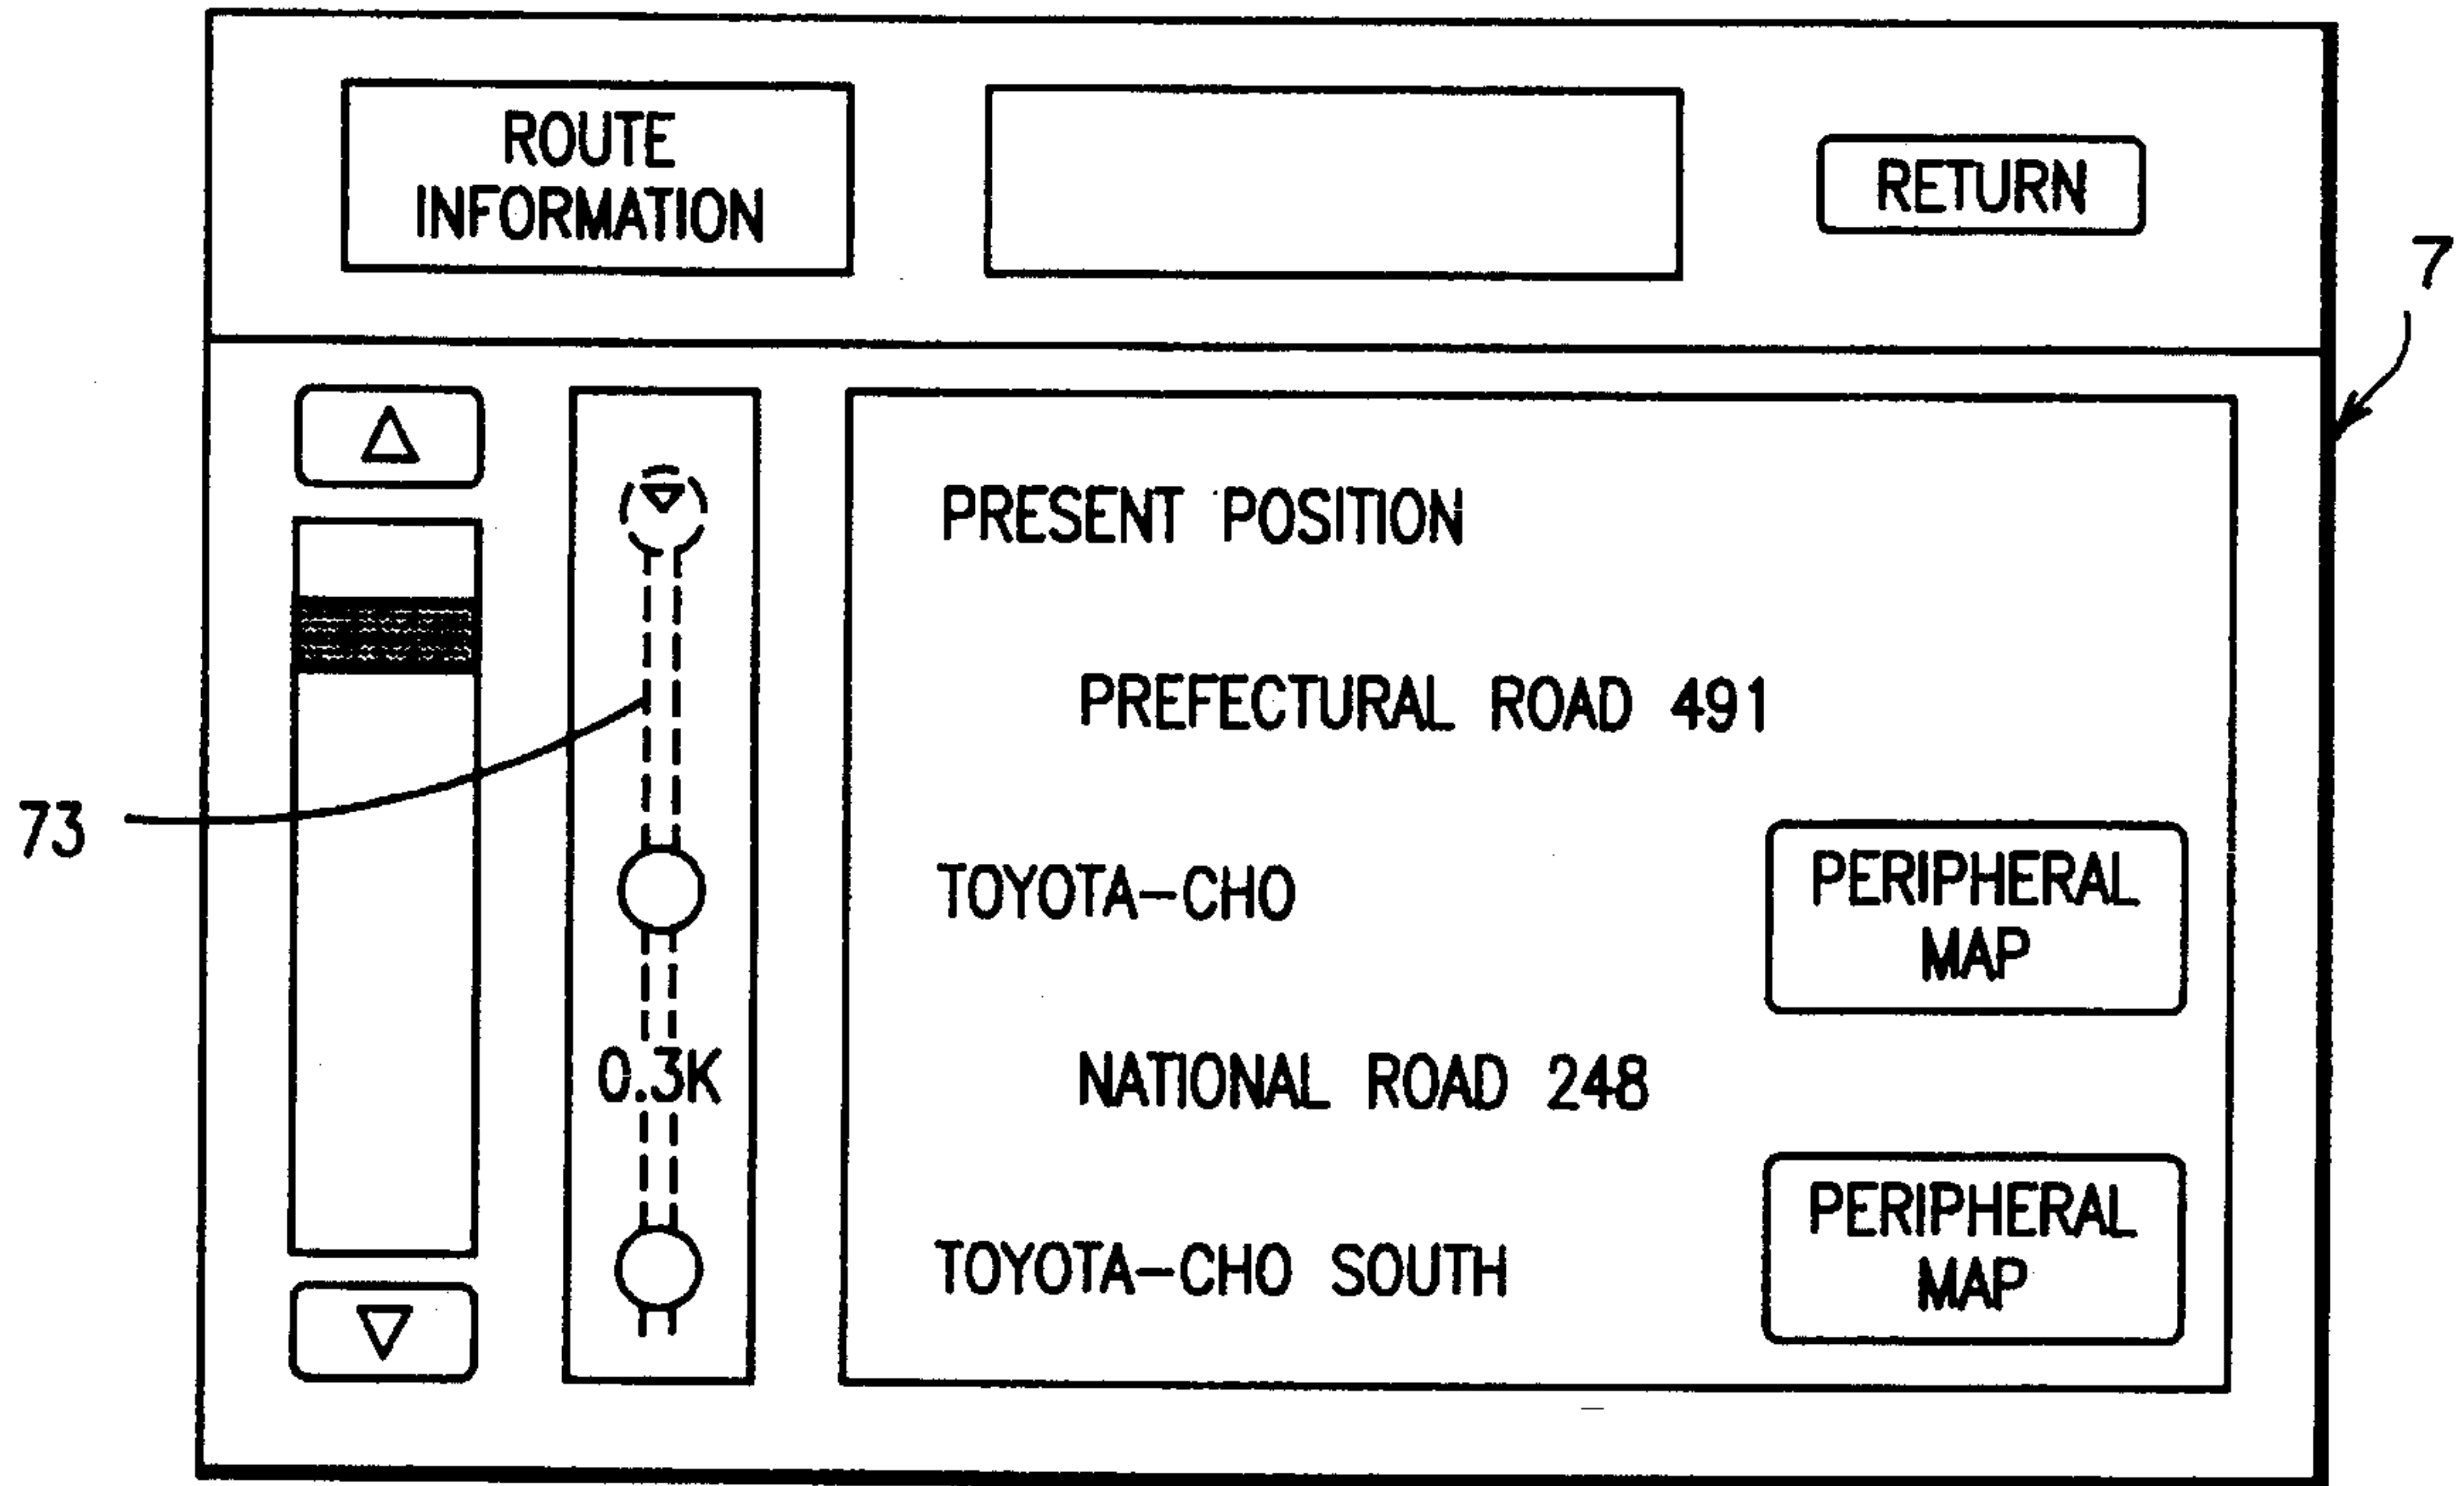 ROUTE
INFORMATION
RETURN
7
PRESENT POSITION
PREFECTURAL ROAD 491
73
TOYOTA-CHO
PERIPHERAL
MAP
0.3K
NATIONAL ROAD 248
TOYOTA-CHO SOUTH
PERIPHERAL
MAP